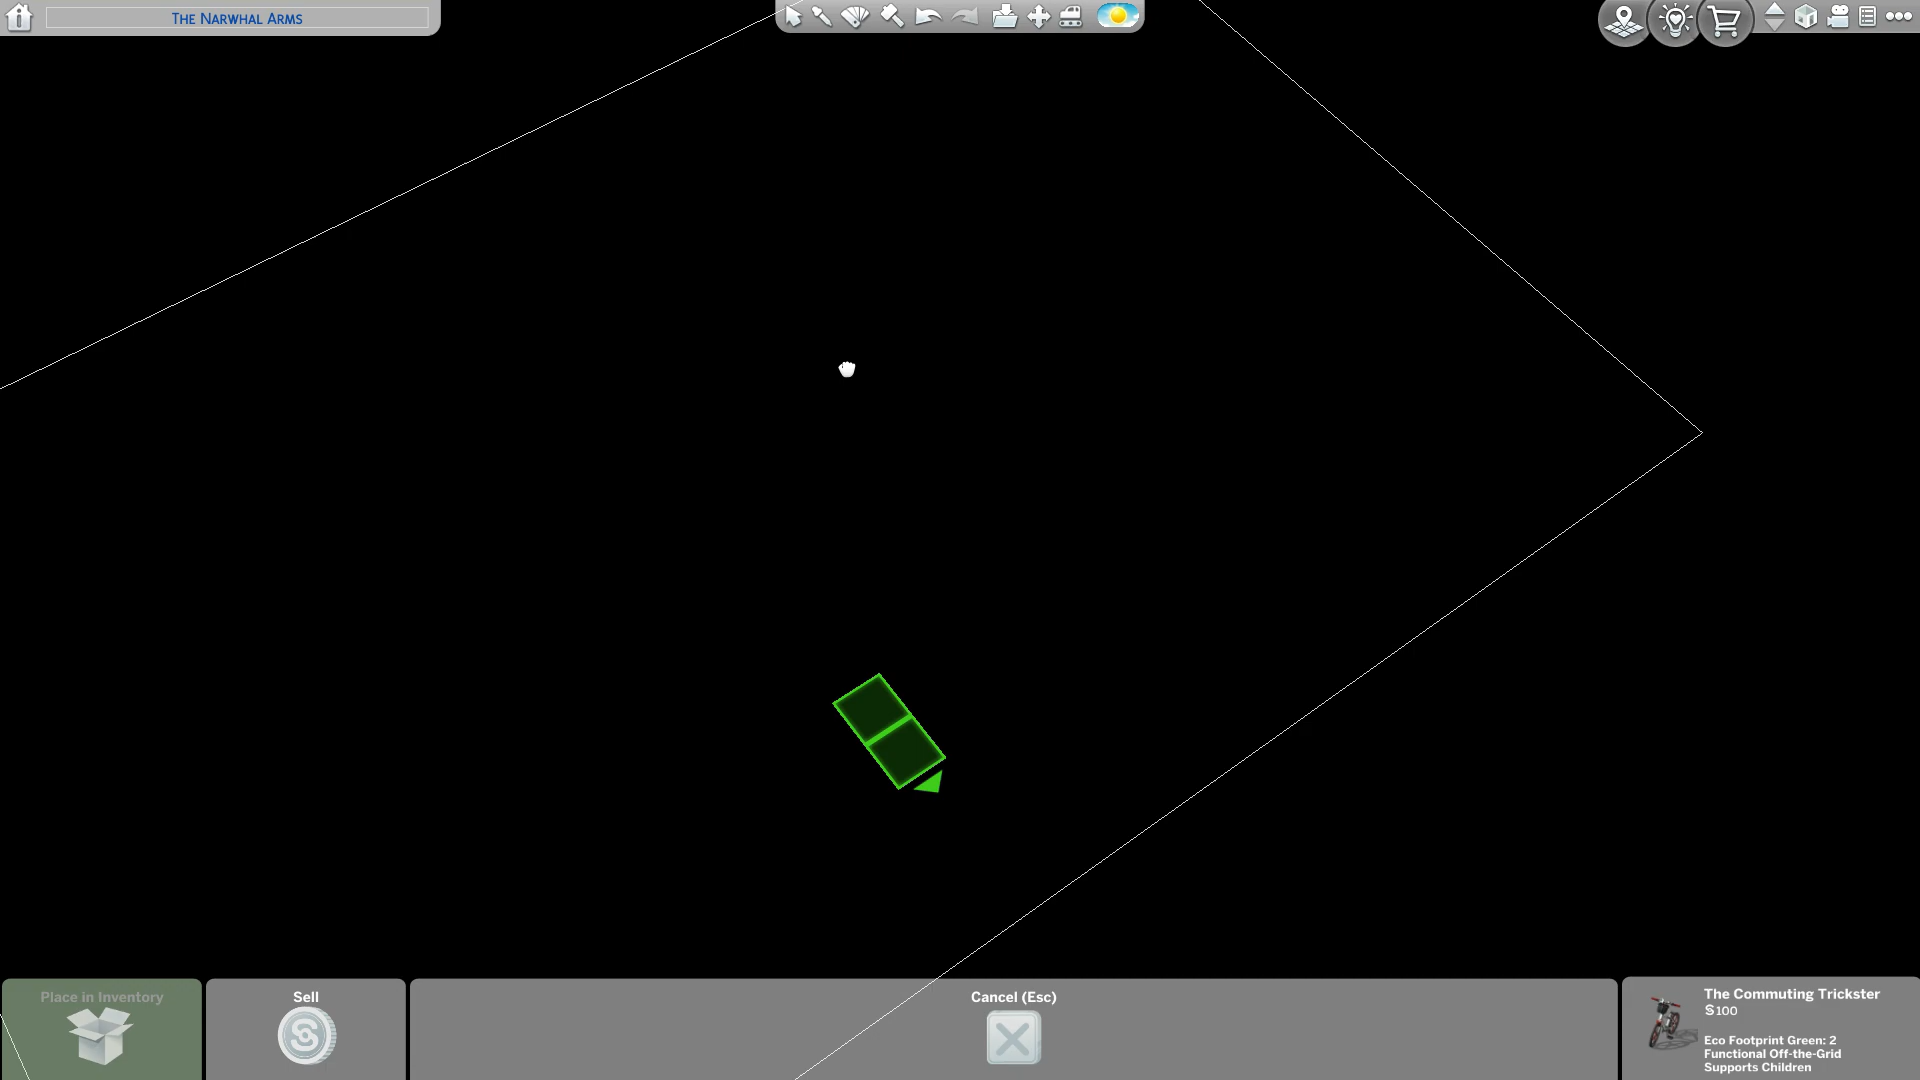 The Narwhal Arms
Place in Inventory
Sell
Cancel (Esc)
The Commuting Trickster
§100
Eco Footprint Green: 2
Functional Off-the-Grid
Supports Children